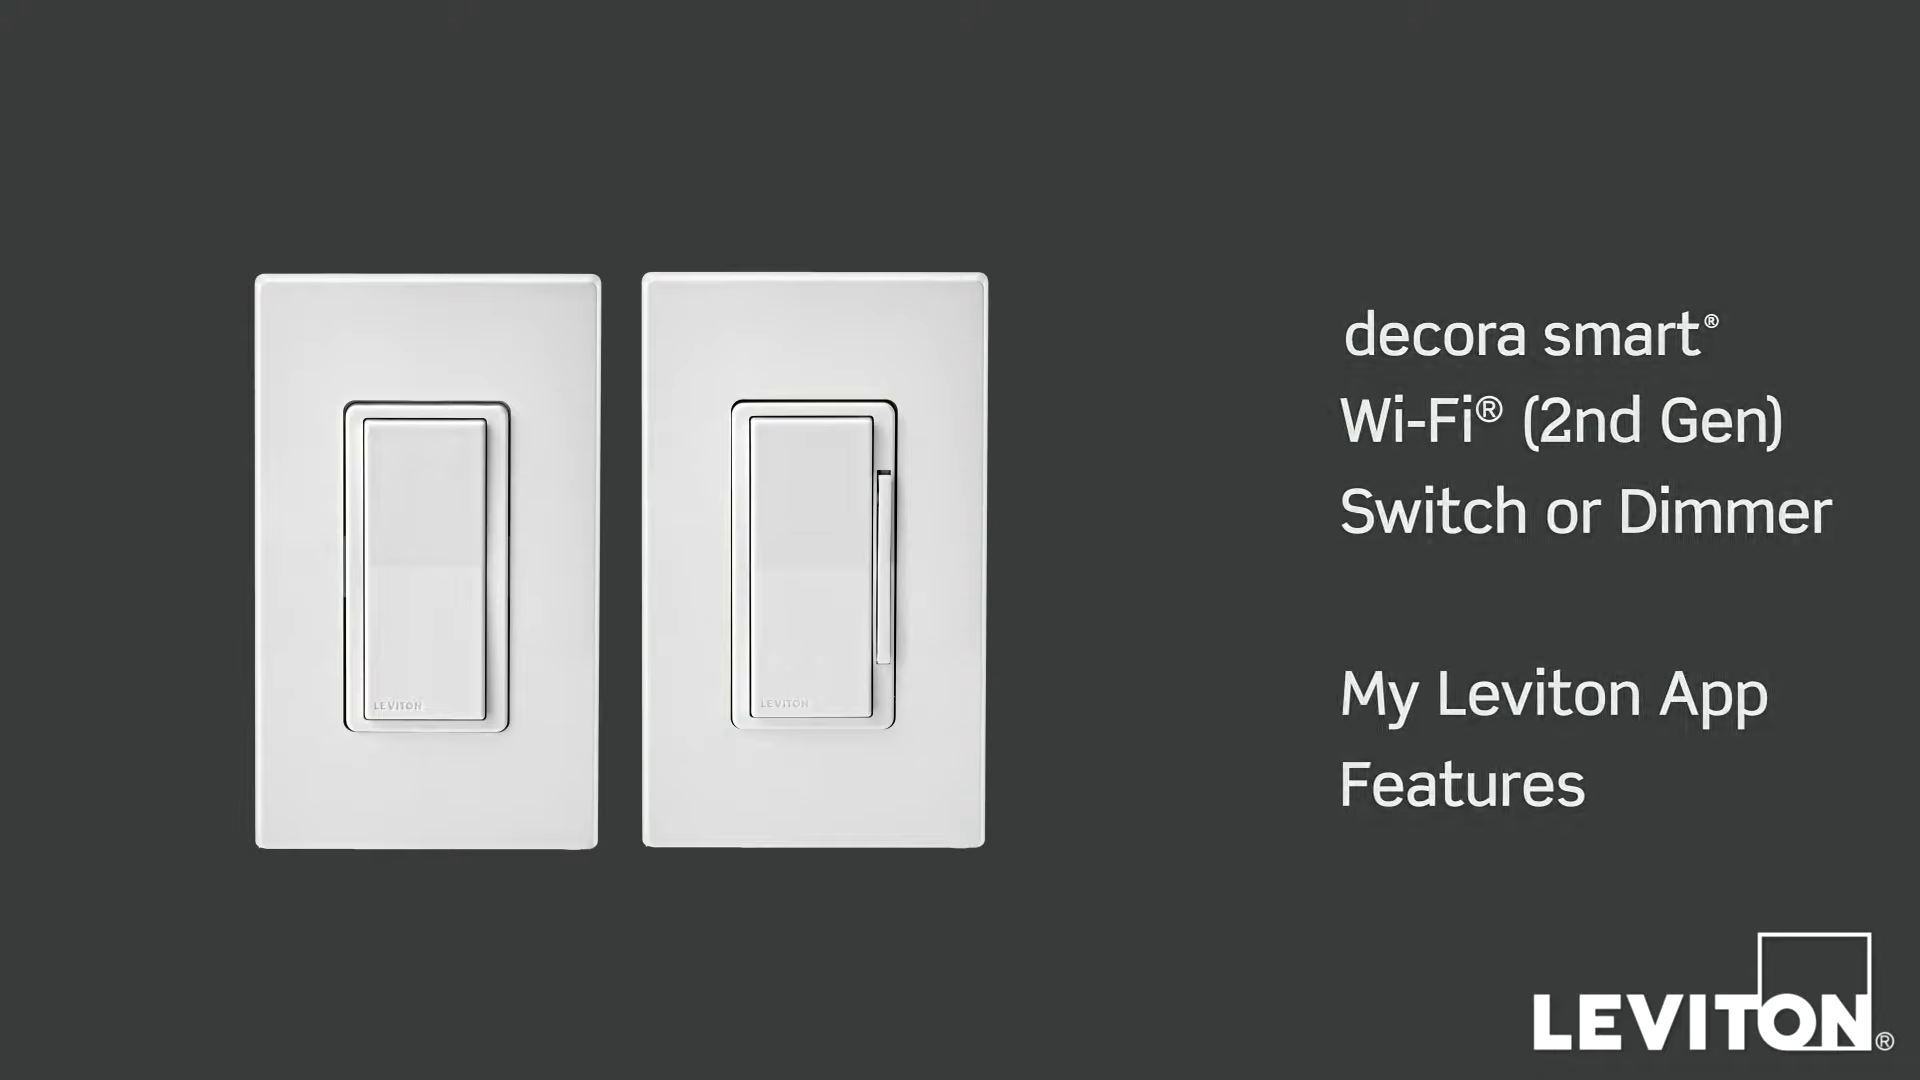 decora smart®
Wi-Fi® (2nd Gen)
Switch or Dimmer
My Leviton App
Features
LEVITON
LEVITON
LEVITON®